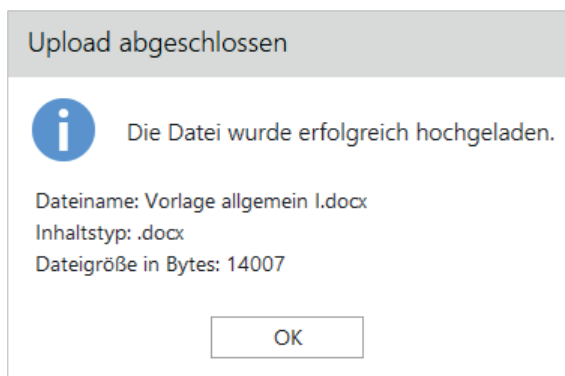 Upload abgeschlossen
Die Datei wurde erfolgreich hochgeladen.
Dateiname: Vorlage allgemein I.docx
Inhaltstyp: .docx
Dateigröße in Bytes: 14007
OK